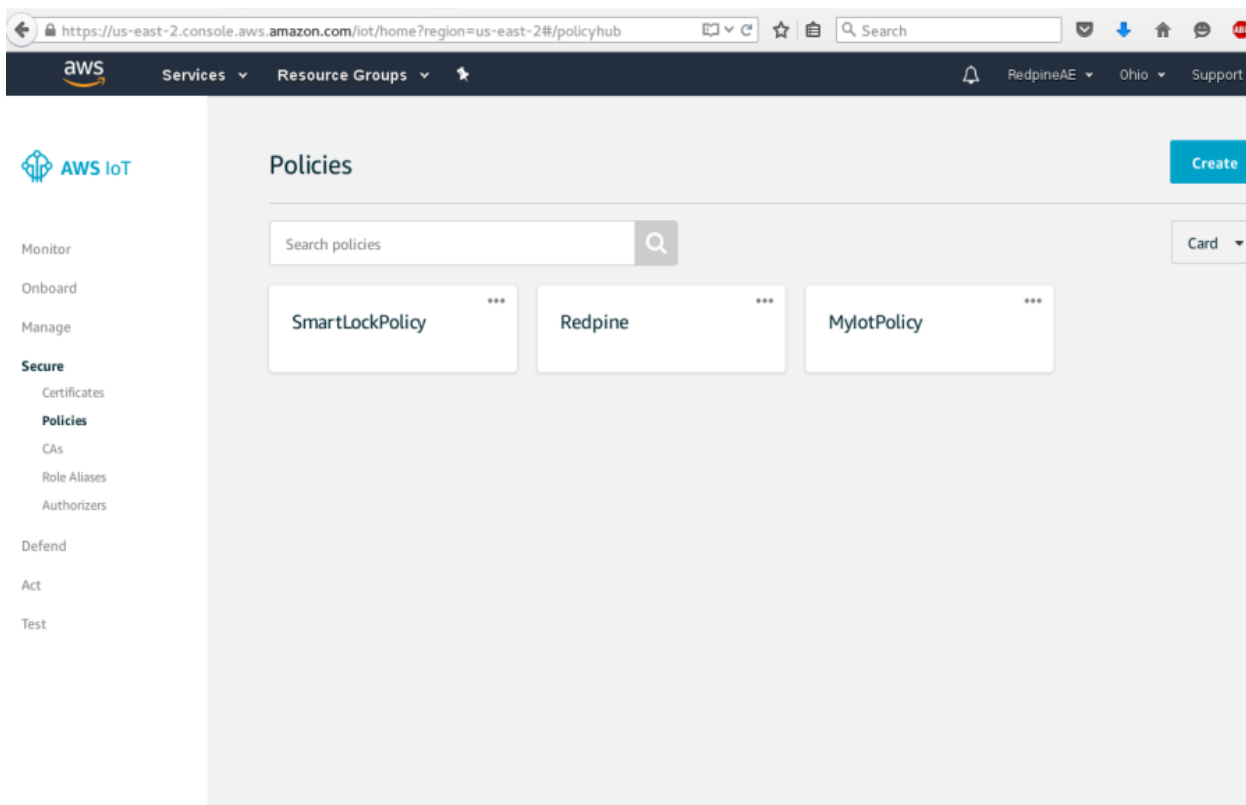 https://us-east-2.console.aws.amazon.com/iot/home?region=us-east-2#/policyhub
Search
ABP
aws
Services
Resource Groups
RedpineAE
Ohio
Support
AWS IoT
Policies
Create
Monitor
Search policies
Card
Onboard
Manage
SmartLockPolicy
Redpine
MyIotPolicy
Secure
Certificates
Policies
CAs
Role Aliases
Authorizers
Defend
Act
Test